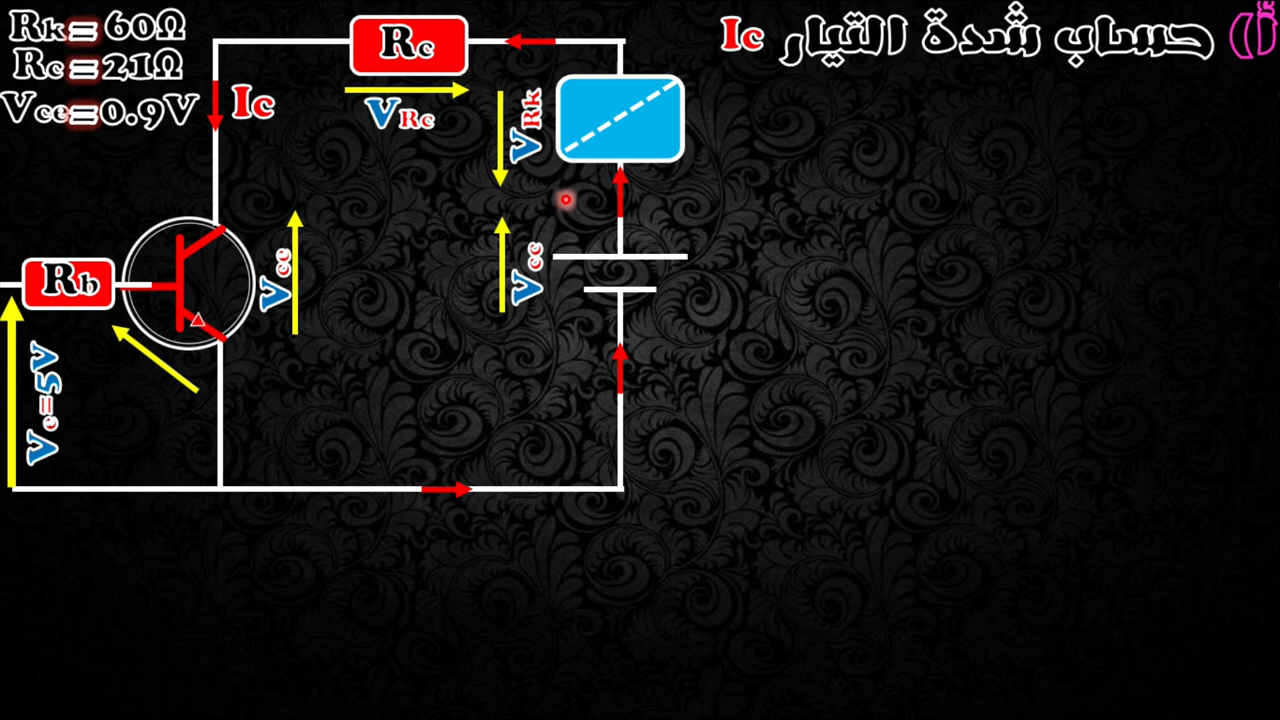 أ) حساب شدة التيار Ic
Rk=60Ω
Rc=21Ω
Vce=0.9V
Rc
Ic
VRc
VRk
Vce
Vcc
Rb
Ve=5V